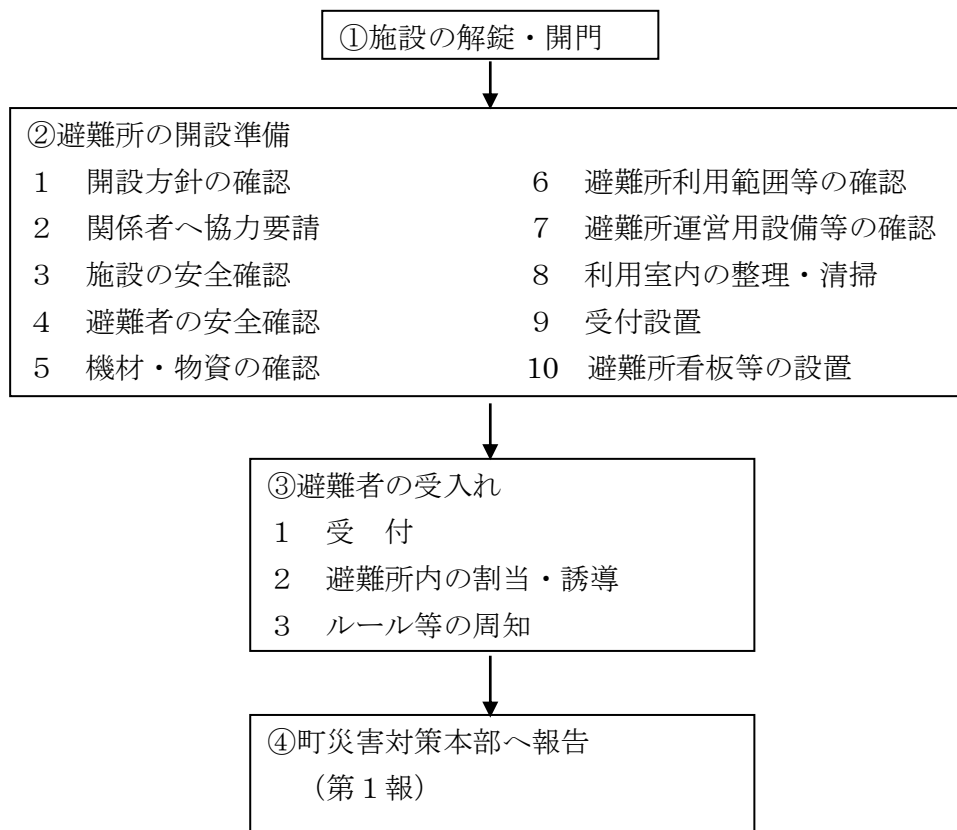 ①施設の解錠・開門
②避難所の開設準備
1 開設方針の確認
2 関係者へ協力要請
3 施設の安全確認
4 避難者の安全確認
5 機材・物資の確認
6 避難所利用範囲等の確認
7 避難所運営用設備等の確認
8 利用室内の整理・清掃
9 受付設置
10 避難所看板等の設置
③避難者の受入れ
1 受 付
2 避難所内の割当・誘導
3 ルール等の周知
④町災害対策本部へ報告
（第1報）